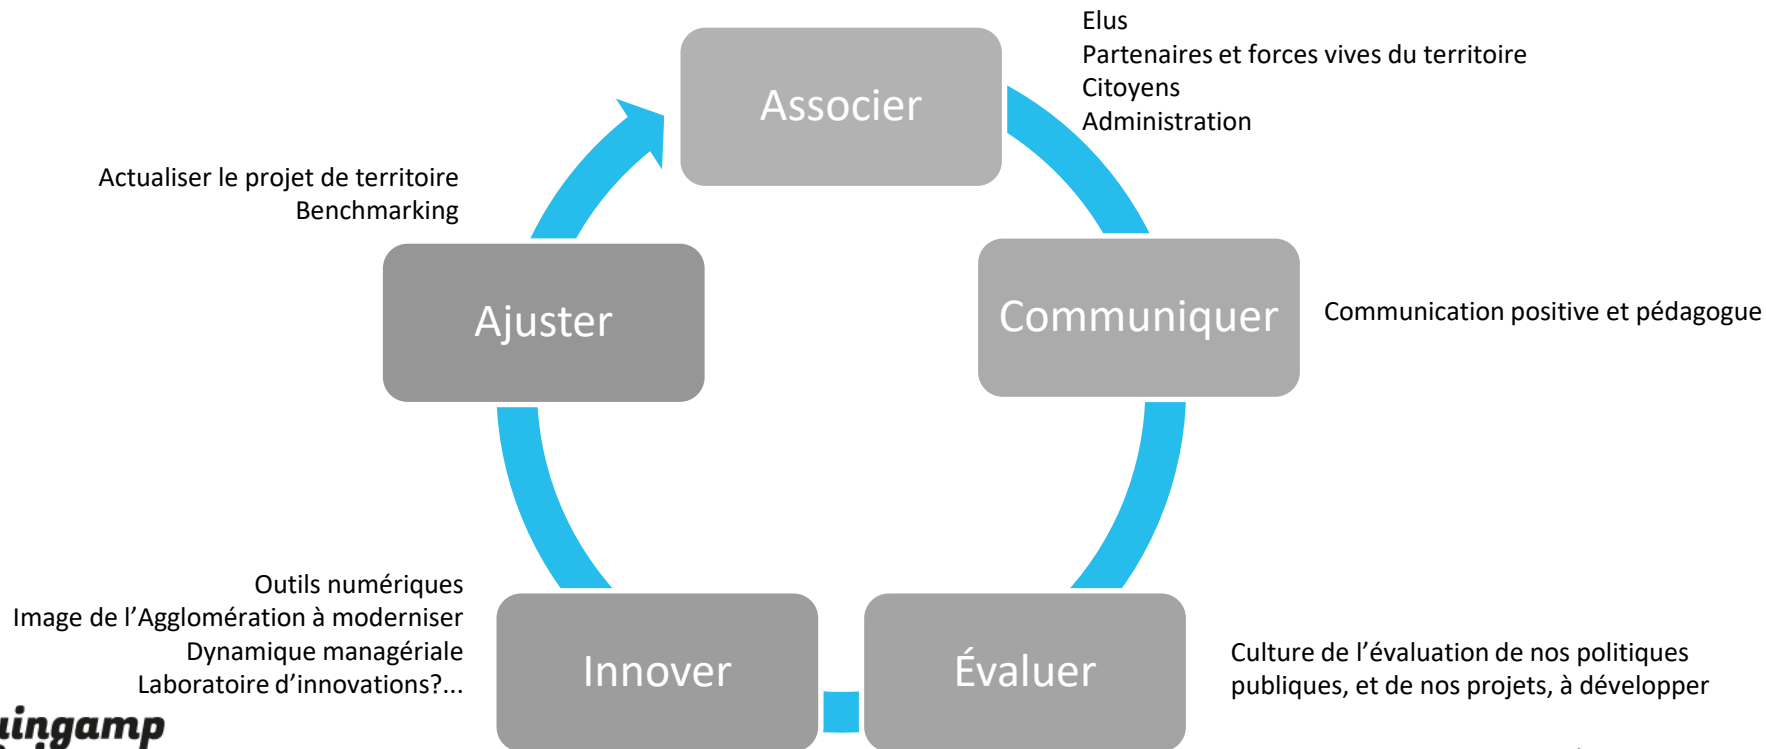 Elus
Partenaires et forces vives du territoire
Citoyens
Administration
Associer
Actualiser le projet de territoire
Benchmarking
Ajuster
Communiquer
Communication positive et pédagogue
Outils numériques
Image de l’Agglomération à moderniser
Dynamique managériale
Laboratoire d’innovations?...
Innover
Évaluer
Culture de l’évaluation de nos politiques
publiques, et de nos projets, à développer
uingamp